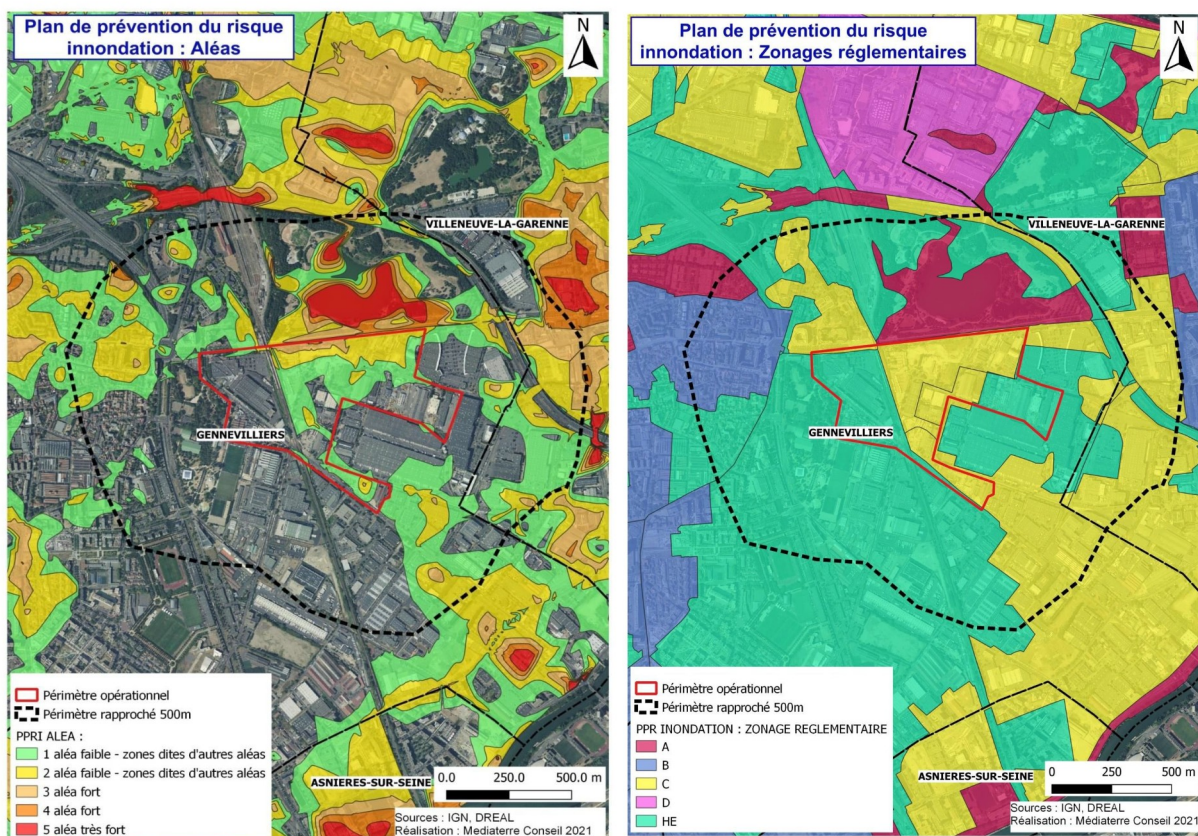 Plan de prévention du risque
innondation : Aléas
N
VILLENEUVE-LA-GARENNE
GENNEVILLIERS
ASNIERES-SUR-SEINE
Périmètre opérationnel
Périmètre rapproché 500m
PPRI ALEA :
1 aléa faible - zones dites d'autres aléas
2 aléa faible - zones dites d'autres aléas
3 aléa fort
4 aléa fort
5 aléa très fort
0.0 250.0 500.0 m
Sources : IGN, DREAL
Réalisation : Médiaterre Conseil 2021
Plan de prévention du risque
innondation : Zonages réglementaires
N
VILLENEUVE-LA-GARENNE
GENNEVILLIERS
ASNIERES-SUR-SEINE
Périmètre opérationnel
Périmètre rapproché 500m
PPR INONDATION : ZONAGE REGLEMENTAIRE
A
B
C
D
HE
0 250 500 m
Sources : IGN, DREAL
Réalisation : Médiaterre Conseil 2021